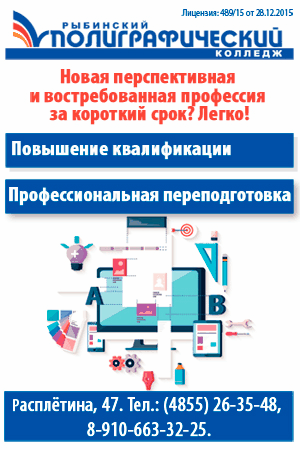 Лицензия: 489/15 от 28.12.2015
РЫБИНСКИЙ
ПОЛИГРАФИЧЕСКИЙ
КОЛЛЕДЖ
Новая перспективная
и востребованная профессия
за короткий срок? Легко!
Повышение квалификации
Профессиональная переподготовка
A
B
Расплётина, 47. Тел.: (4855) 26-35-48,
8-910-663-32-25.